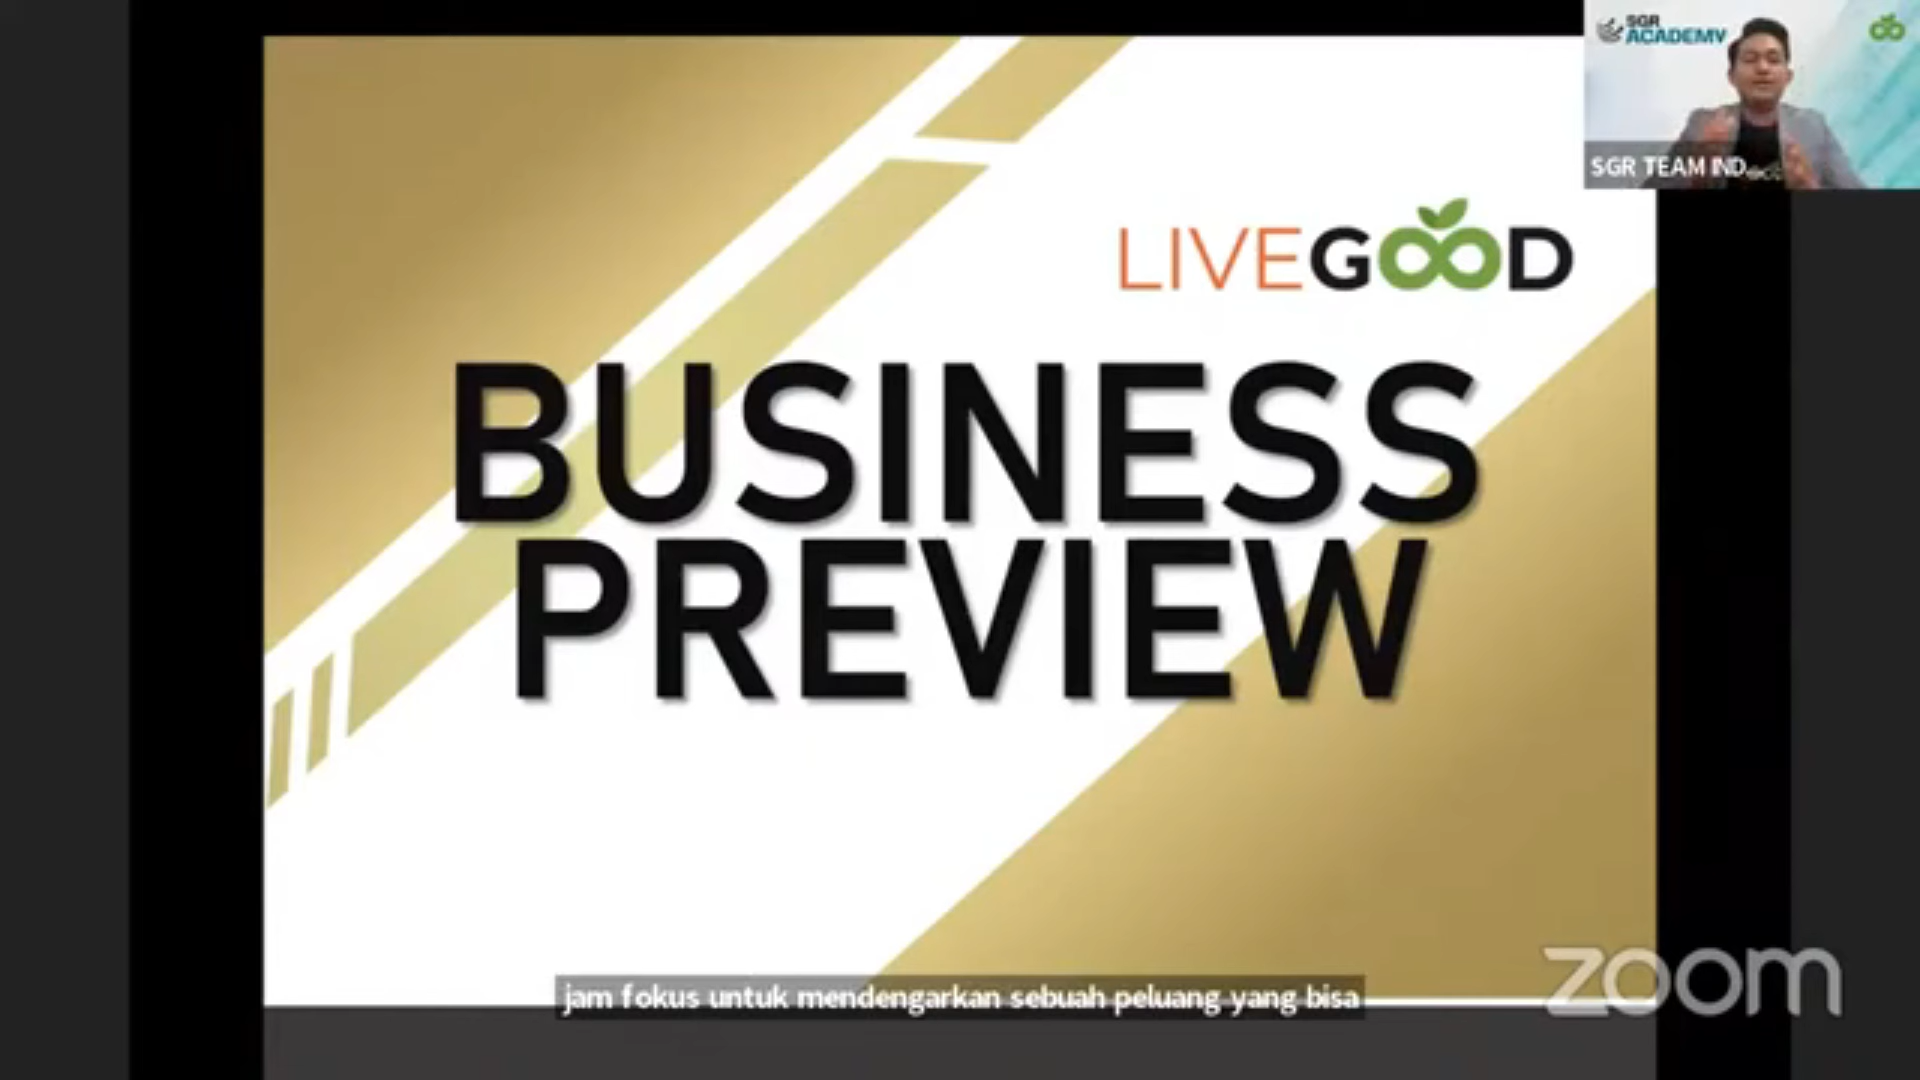 SGR
ACADEMY
SGR TEAM IND...
LIVEGOOD
BUSINESS
PREVIEW
jam fokus untuk mendengarkan sebuah peluang yang bisa
zoom